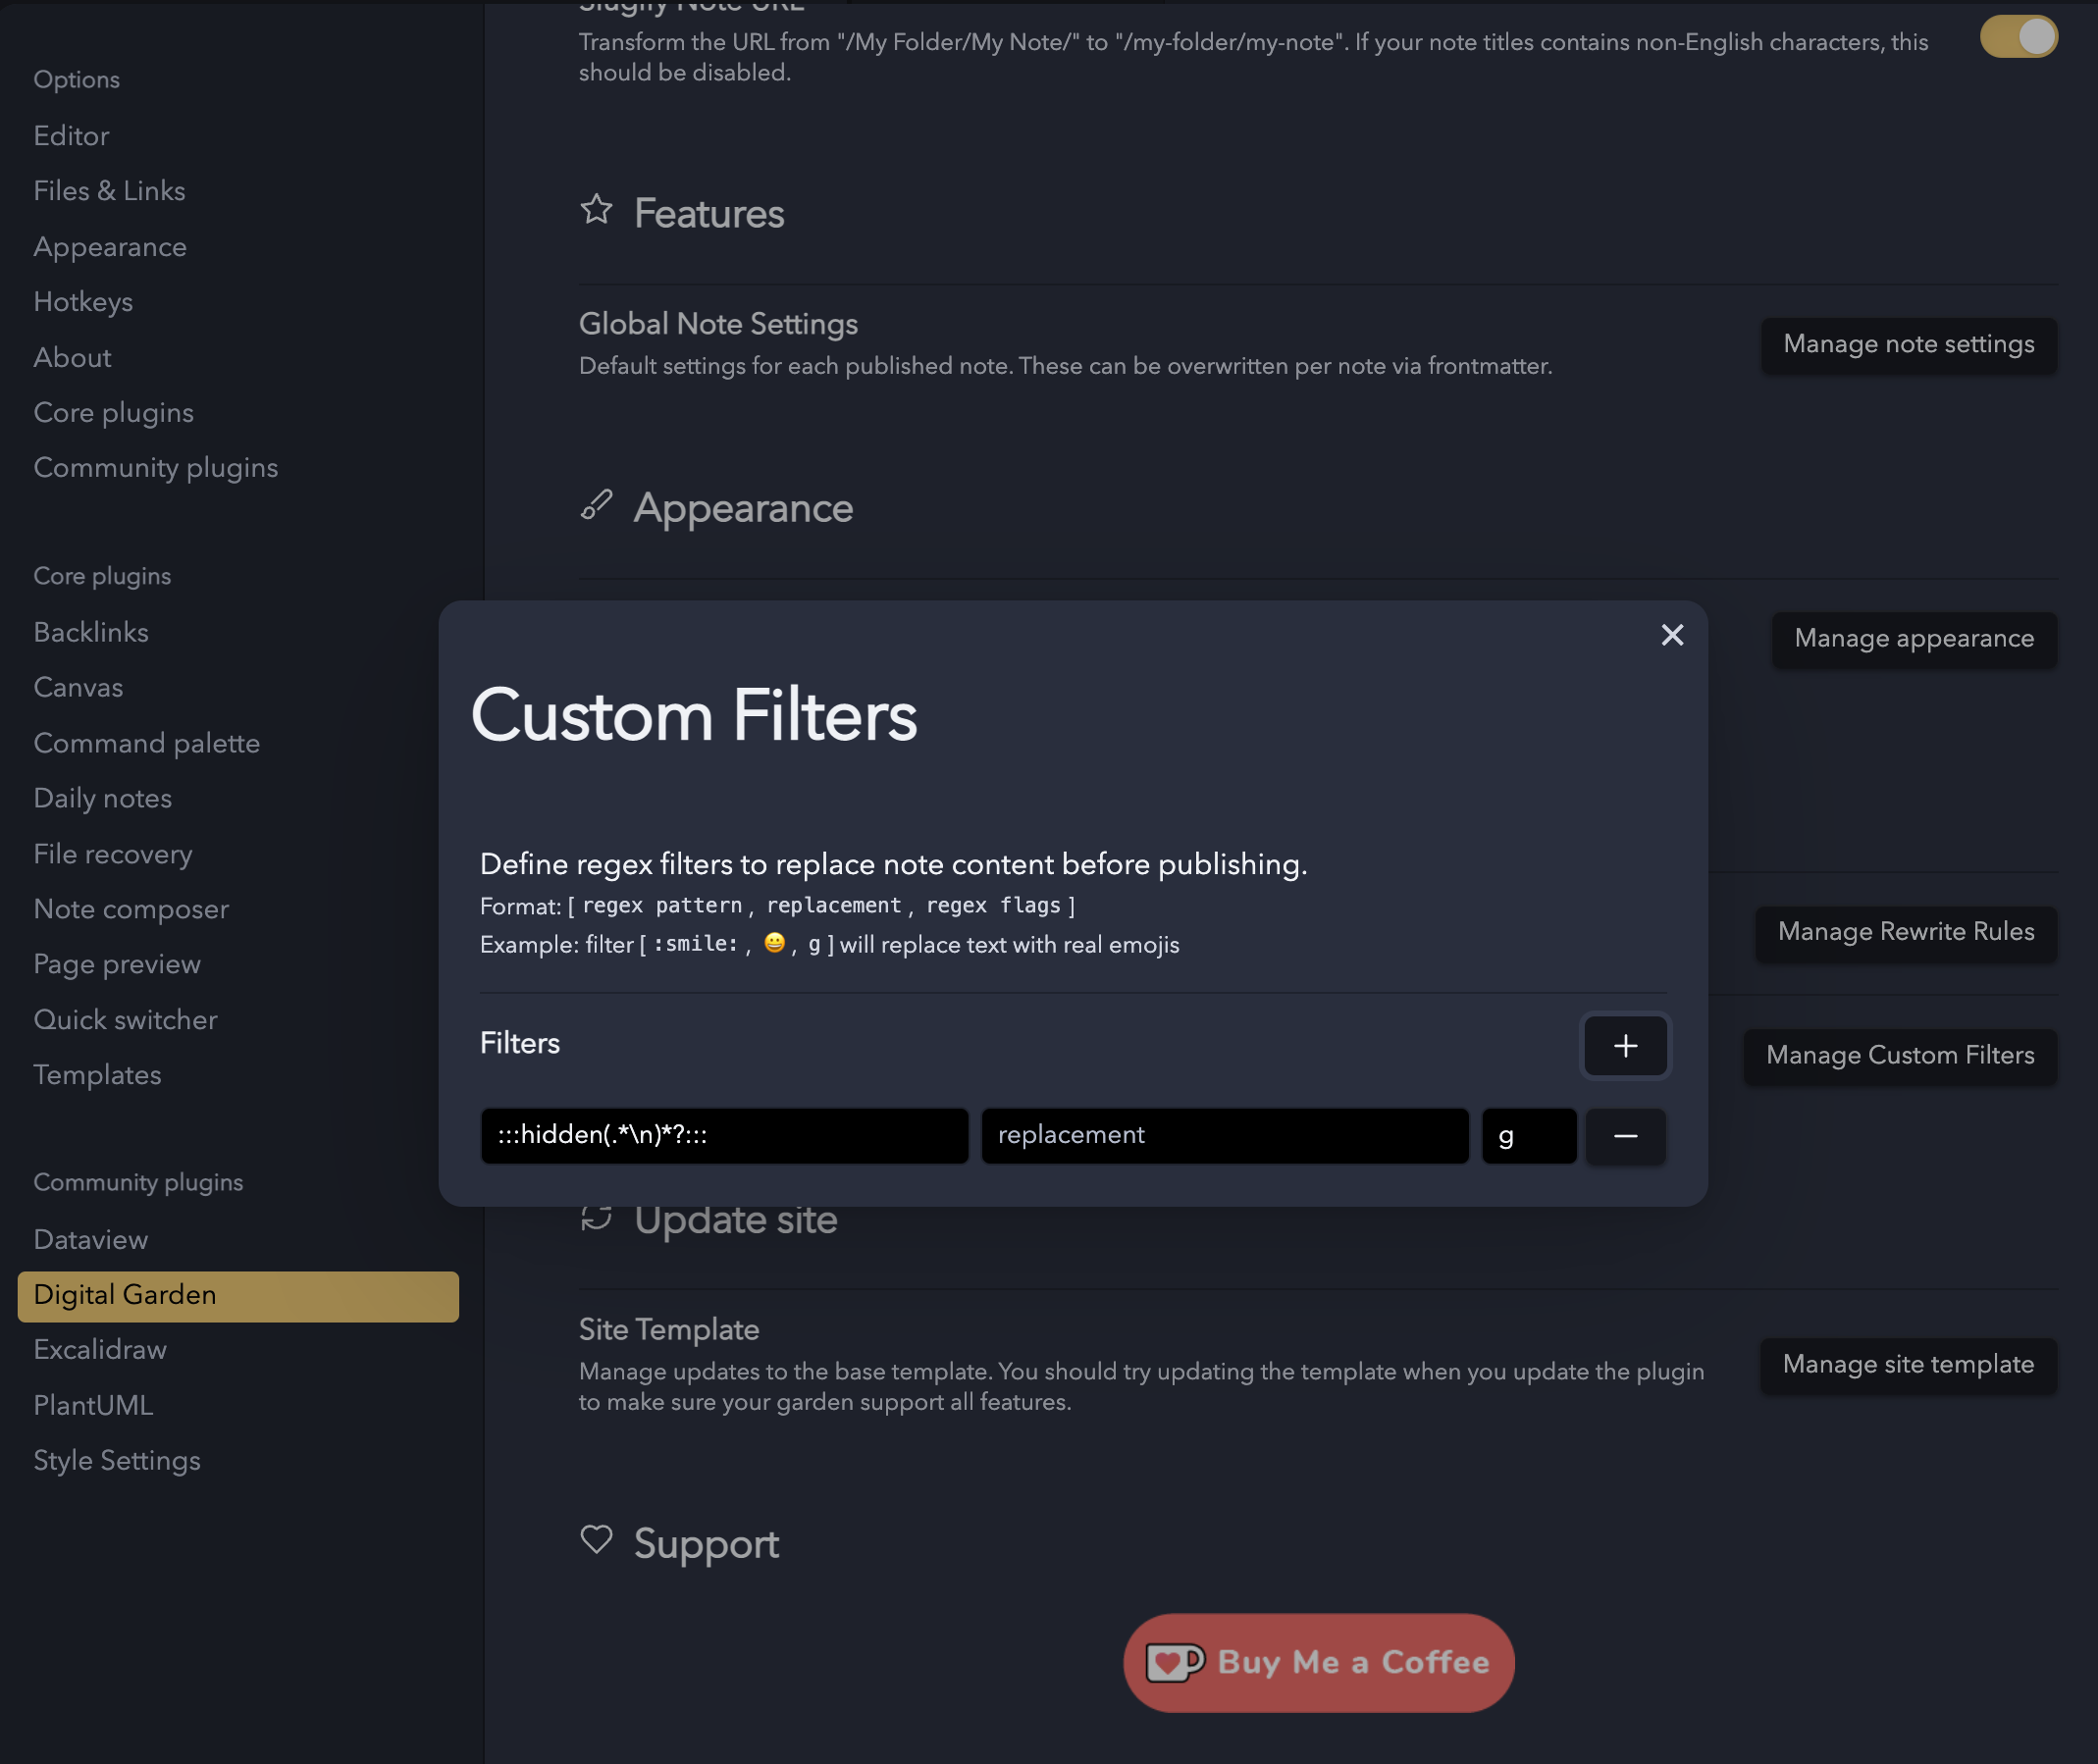 Options
Editor
Files & Links
Appearance
Hotkeys
About
Core plugins
Community plugins
Core plugins
Backlinks
Canvas
Command palette
Daily notes
File recovery
Note composer
Page preview
Quick switcher
Templates
Community plugins
Dataview
Digital Garden
Excalidraw
PlantUML
Style Settings
Slugify Note URL
Transform the URL from "/My Folder/My Note/" to "/my-folder/my-note". If your note titles contains non-English characters, this
should be disabled.
Features
Global Note Settings
Default settings for each published note. These can be overwritten per note via frontmatter.
Manage note settings
Appearance
Manage appearance
Manage Rewrite Rules
Manage Custom Filters
Custom Filters
Define regex filters to replace note content before publishing.
Format: [ regex pattern, replacement, regex flags ]
Example: filter [ :smile:, 😀, g ] will replace text with real emojis
Filters
:::hidden(.*\n)*?:::
replacement
g
Update site
Site Template
Manage updates to the base template. You should try updating the template when you update the plugin
to make sure your garden support all features.
Manage site template
Support
Buy Me a Coffee